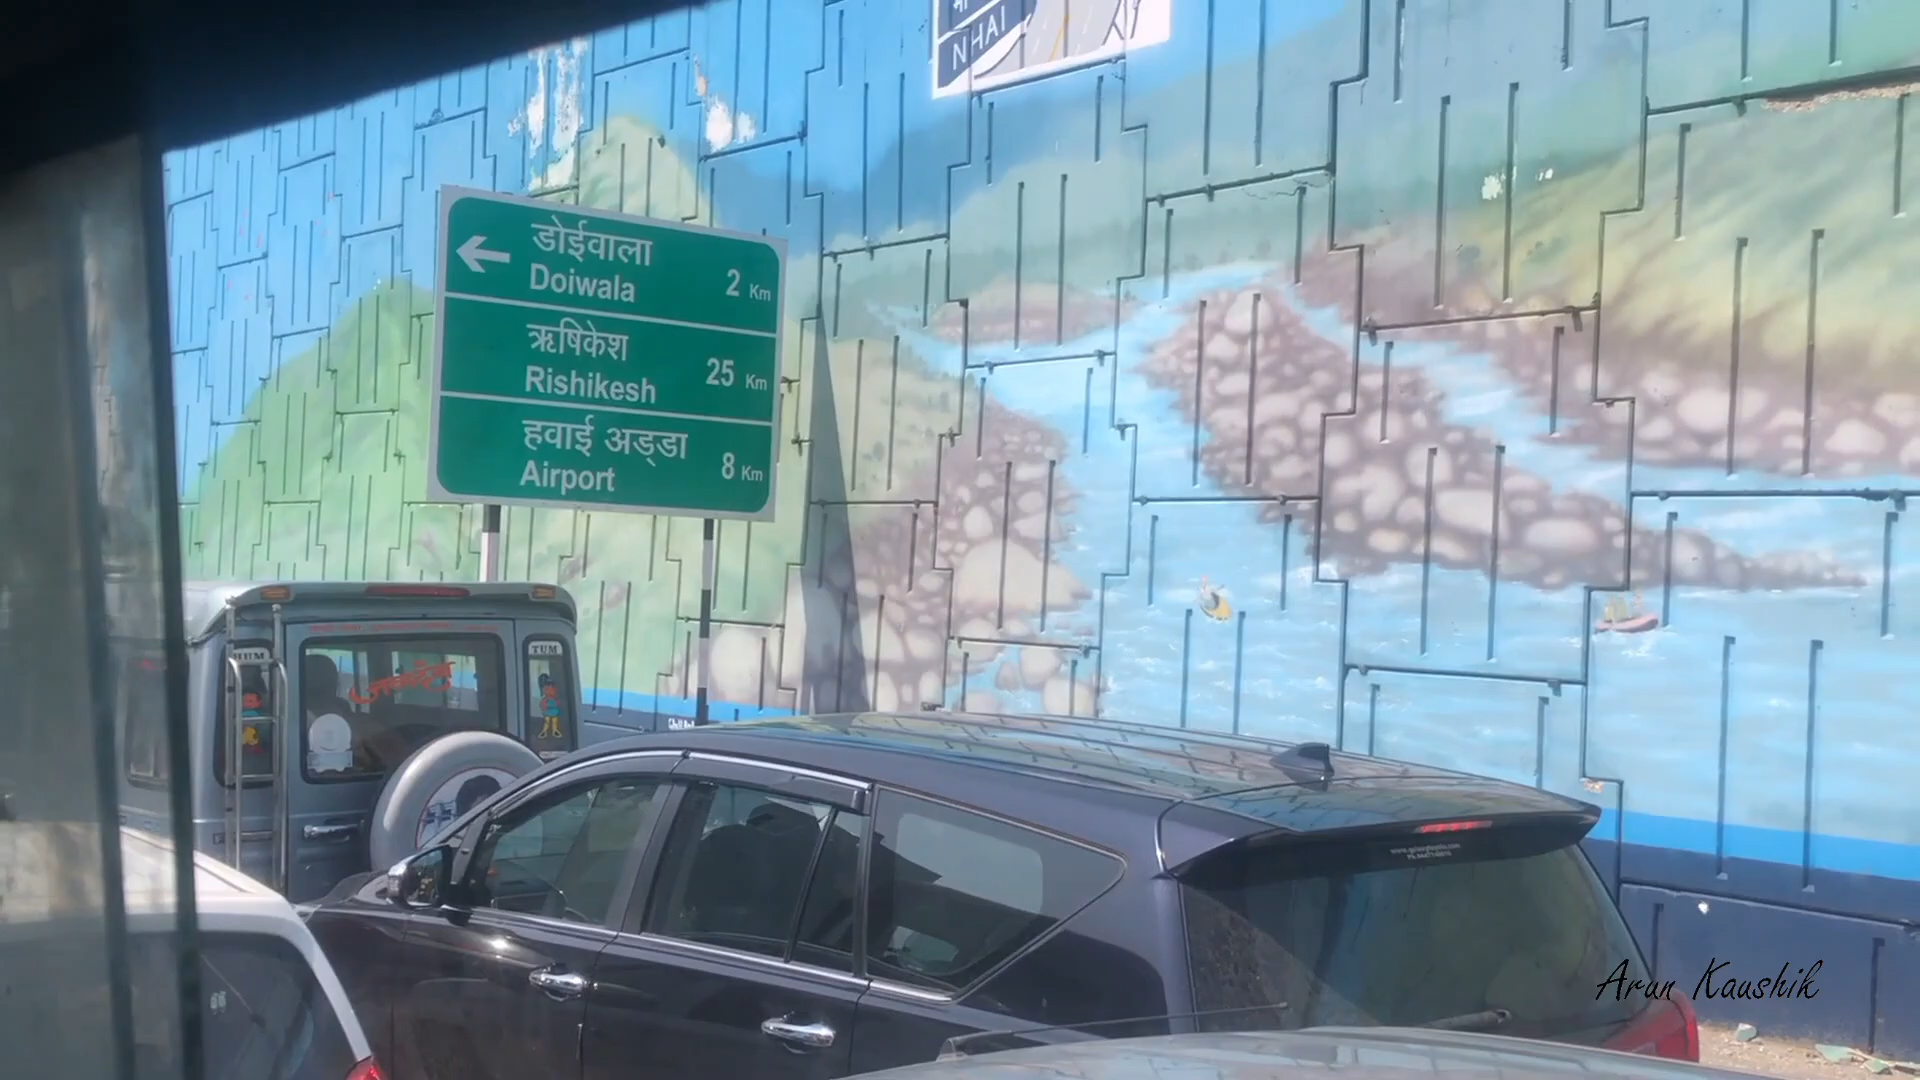 NHAI
डोईवाला
Doiwala
2 Km
ऋषिकेश
Rishikesh
25 Km
हवाई अड्डा
Airport
8 Km
HUM
TUM
Arun Kaushik